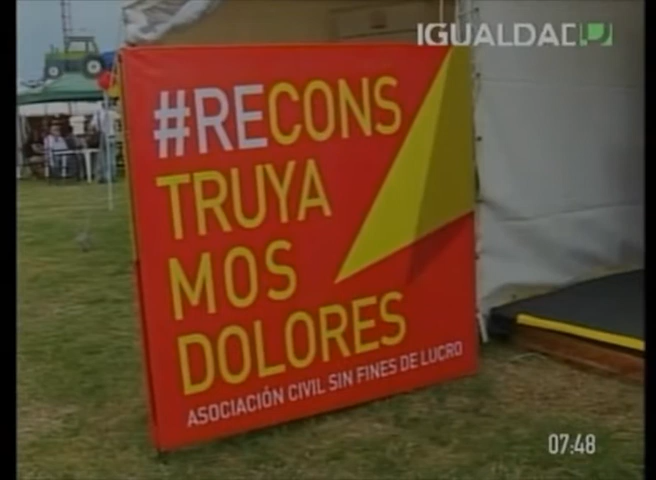 IGUALDAD
#RECONS
TRUYA
MOS
DOLORES
ASOCIACIÓN CIVIL SIN FINES DE LUCRO
07:48